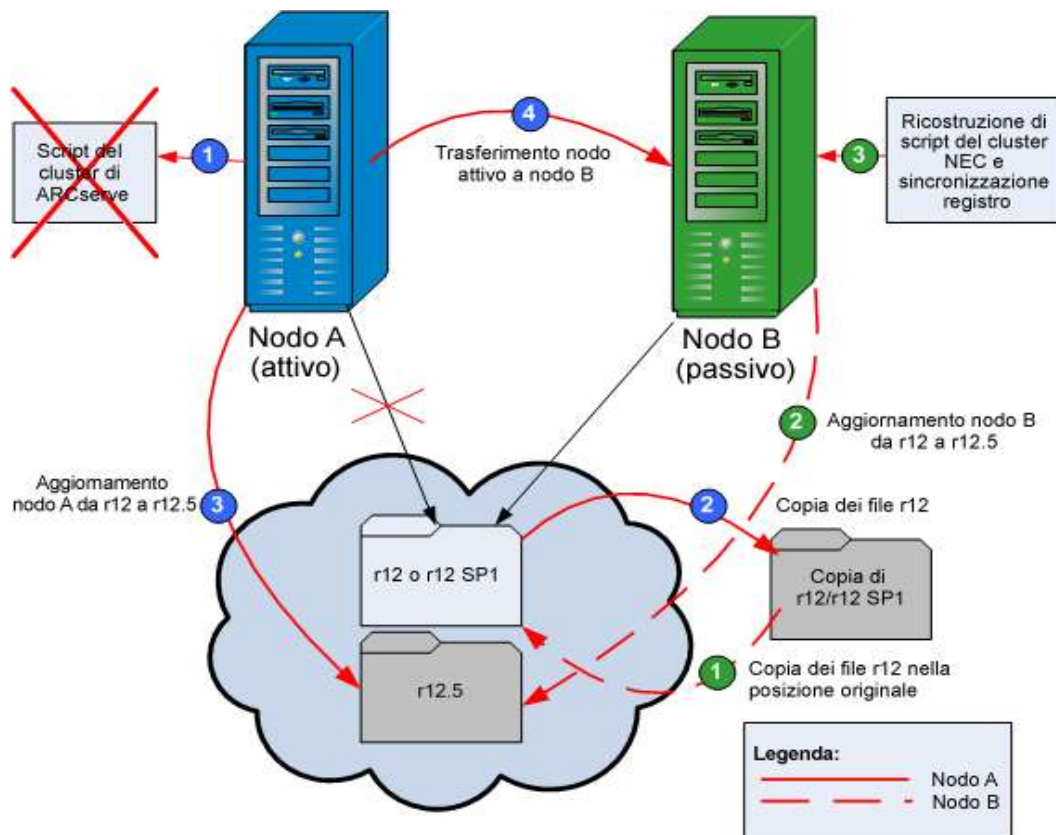 4
Script del
cluster di
ARCserve
1
Trasferimento nodo
attivo a nodo B
3
Ricostruzione di
script del cluster
NEC e
sincronizzazione
registro
Nodo A
(attivo)
Nodo B
(passivo)
2
Aggiornamento nodo B
da r12 a r12.5
Aggiornamento
nodo A da r12 a r12.5
3
2
Copia dei file r12
r12 o r12 SP1
Copia di
r12/r12 SP1
r12.5
1
Copia dei file r12 nella
posizione originale
Legenda:
Nodo A
Nodo B